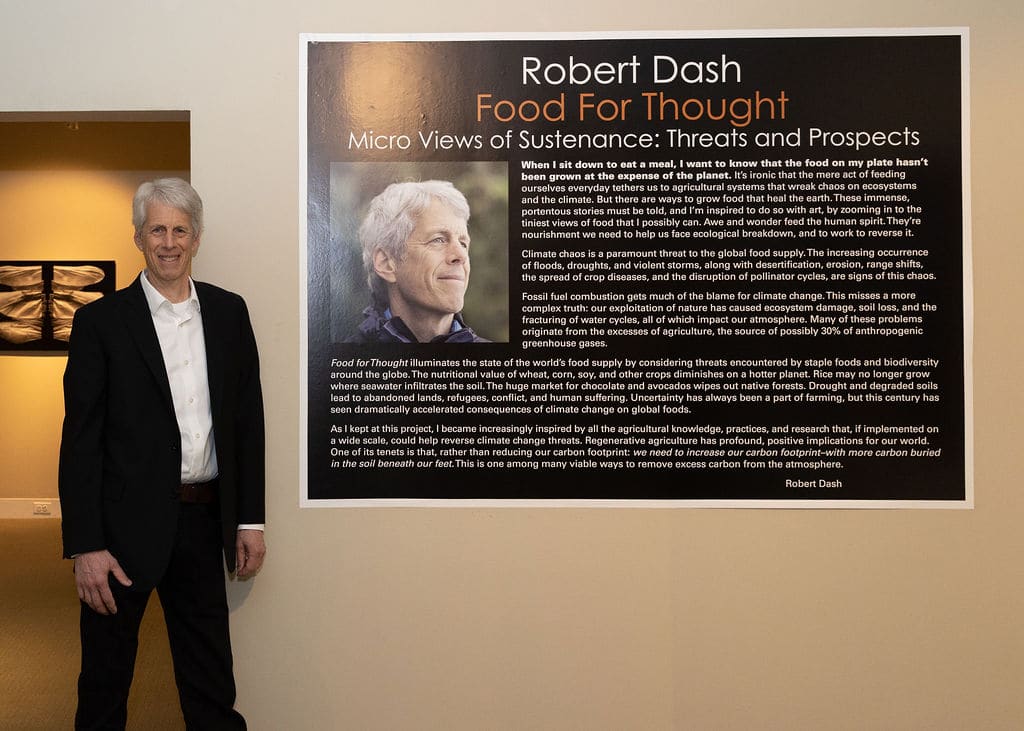 Robert Dash
Food For Thought
Micro Views of Sustenance: Threats and Prospects
When I sit down to eat a meal, I want to know that the food on my plate hasn't
been grown at the expense of the planet. It's ironic that the mere act of feeding
ourselves everyday tethers us to agricultural systems that wreak chaos on ecosystems
and the climate. But there are ways to grow food that heal the earth. These immense,
portentous stories must be told, and I'm inspired to do so with art, by zooming in to the
tiniest views of food that I possibly can. Awe and wonder feed the human spirit. They're
nourishment we need to help us face ecological breakdown, and to work to reverse it.
Climate chaos is a paramount threat to the global food supply. The increasing occurrence
of floods, droughts, and violent storms, along with desertification, erosion, range shifts,
the spread of crop diseases, and the disruption of pollinator cycles, are signs of this chaos.
Fossil fuel combustion gets much of the blame for climate change. This misses a more
complex truth: our exploitation of nature has caused ecosystem damage, soil loss, and the
fracturing of water cycles, all of which impact our atmosphere. Many of these problems
originate from the excesses of agriculture, the source of possibly 30% of anthropogenic
greenhouse gases.
Food for Thought illuminates the state of the world's food supply by considering threats encountered by staple foods and biodiversity
around the globe. The nutritional value of wheat, corn, soy, and other crops diminishes on a hotter planet. Rice may no longer grow
where seawater infiltrates the soil. The huge market for chocolate and avocados wipes out native forests. Drought and degraded soils
lead to abandoned lands, refugees, conflict, and human suffering. Uncertainty has always been a part of farming, but this century has
seen dramatically accelerated consequences of climate change on global foods.
As I kept at this project, I became increasingly inspired by all the agricultural knowledge, practices, and research that, if implemented on
a wide scale, could help reverse climate change threats. Regenerative agriculture has profound, positive implications for our world.
One of its tenets is that, rather than reducing our carbon footprint: we need to increase our carbon footprint–with more carbon buried
in the soil beneath our feet. This is one among many viable ways to remove excess carbon from the atmosphere.
Robert Dash